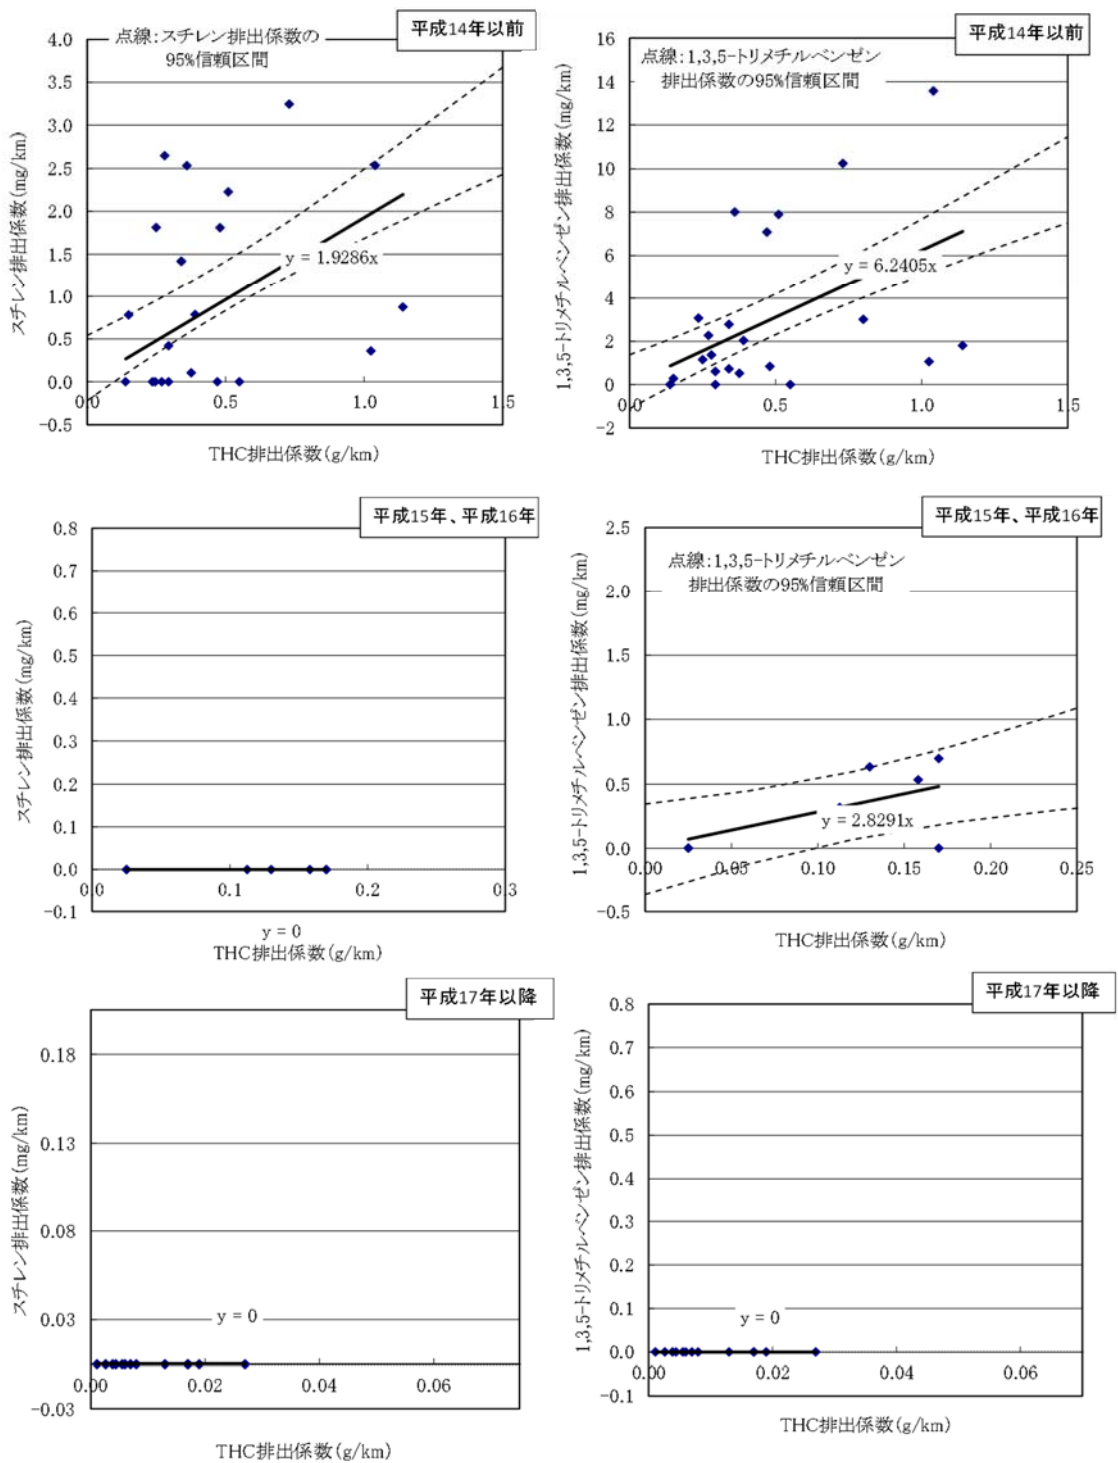 平成14年以前
点線:スチレン排出係数の
95%信頼区間
スチレン排出係数(mg/km)
4.0
3.5
3.0
2.5
2.0
1.5
1.0
0.5
0.0
-0.5
y = 1.9286x
0.0 0.5 1.0 1.5
THC排出係数(g/km)
平成14年以前
点線:1,3,5-トリメチルベンゼン
排出係数の95%信頼区間
1,3,5-トリメチルベンゼン排出係数(mg/km)
16
14
12
10
8
6
4
2
0
-2
y = 6.2405x
0.0 0.5 1.0 1.5
THC排出係数(g/km)
平成15年、平成16年
スチレン排出係数(mg/km)
0.8
0.7
0.6
0.5
0.4
0.3
0.2
0.1
0.0
-0.1
0.0 0.1 0.2 0.3
y = 0
THC排出係数(g/km)
平成15年、平成16年
点線:1,3,5-トリメチルベンゼン
排出係数の95%信頼区間
1,3,5-トリメチルベンゼン排出係数(mg/km)
2.5
2.0
1.5
1.0
0.5
0.0
-0.5
y = 2.8291x
0.00 0.05 0.10 0.15 0.20 0.25
THC排出係数(g/km)
平成17年以降
スチレン排出係数(mg/km)
0.18
0.13
0.08
0.03
-0.03
y = 0
0.00 0.02 0.04 0.06
THC排出係数(g/km)
平成17年以降
1,3,5-トリメチルベンゼン排出係数(mg/km)
0.8
0.7
0.6
0.5
0.4
0.3
0.2
0.1
0.0
-0.1
y = 0
0.00 0.02 0.04 0.06
THC排出係数(g/km)